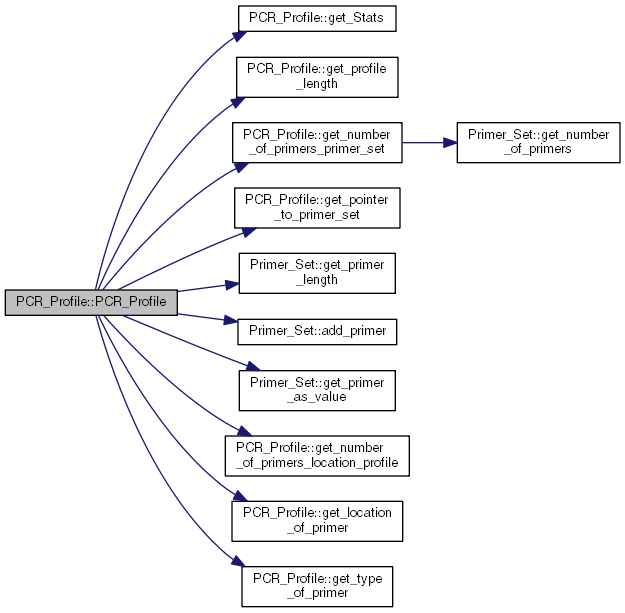 PCR_Profile::get_Stats
PCR_Profile::get_profile
_length
PCR_Profile::get_number
_of_primers_primer_set
Primer_Set::get_number
_of_primers
PCR_Profile::get_pointer
_to_primer_set
Primer_Set::get_primer
_length
PCR_Profile::PCR_Profile
Primer_Set::add_primer
Primer_Set::get_primer
_as_value
PCR_Profile::get_number
_of_primers_location_profile
PCR_Profile::get_location
_of_primer
PCR_Profile::get_type
_of_primer